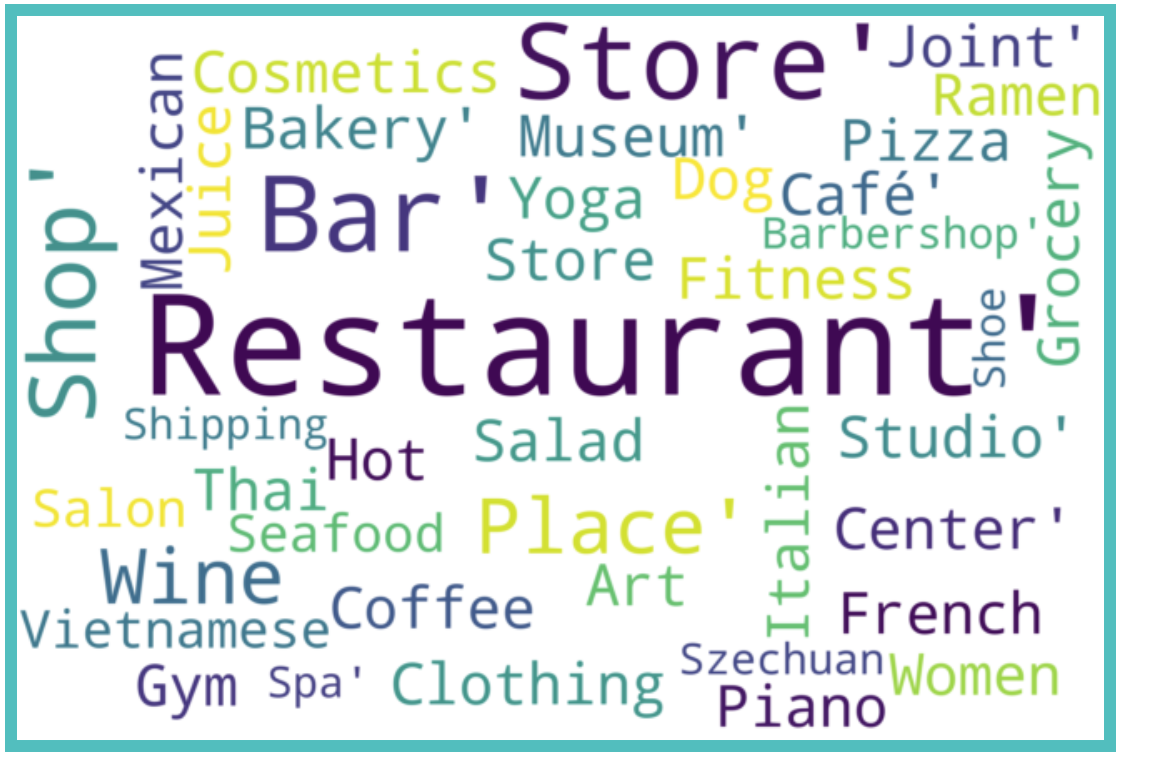 Store'
Joint'
Cosmetics
Mexican
Ramen
Juice
Bakery'
Museum'
Pizza
Grocery
Shop'
Bar'
Yoga
Dog
Café'
Barbershop'
Store
Fitness
Restaurant'
Shoe
Shipping
Hot
Salad
Italian
Studio'
Thai
Salon
Seafood
Place'
Center'
Wine
Coffee
Art
French
Vietnamese
Gym
Spa'
Clothing
Szechuan
Women
Piano